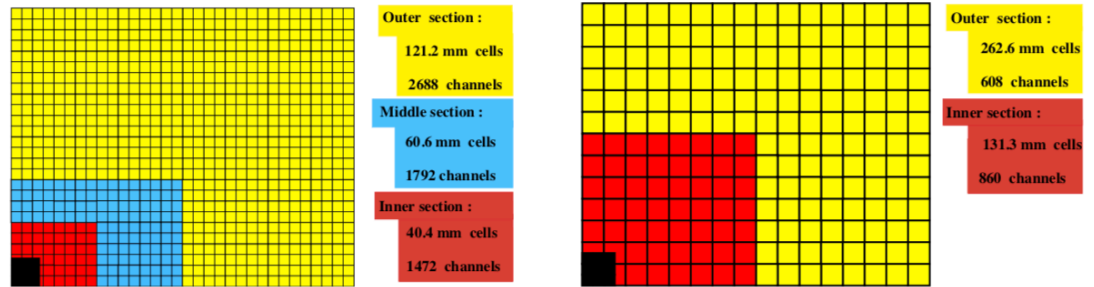 Outer section :
121.2 mm cells
2688 channels
Middle section :
60.6 mm cells
1792 channels
Inner section :
40.4 mm cells
1472 channels
Outer section :
262.6 mm cells
608 channels
Inner section :
131.3 mm cells
860 channels